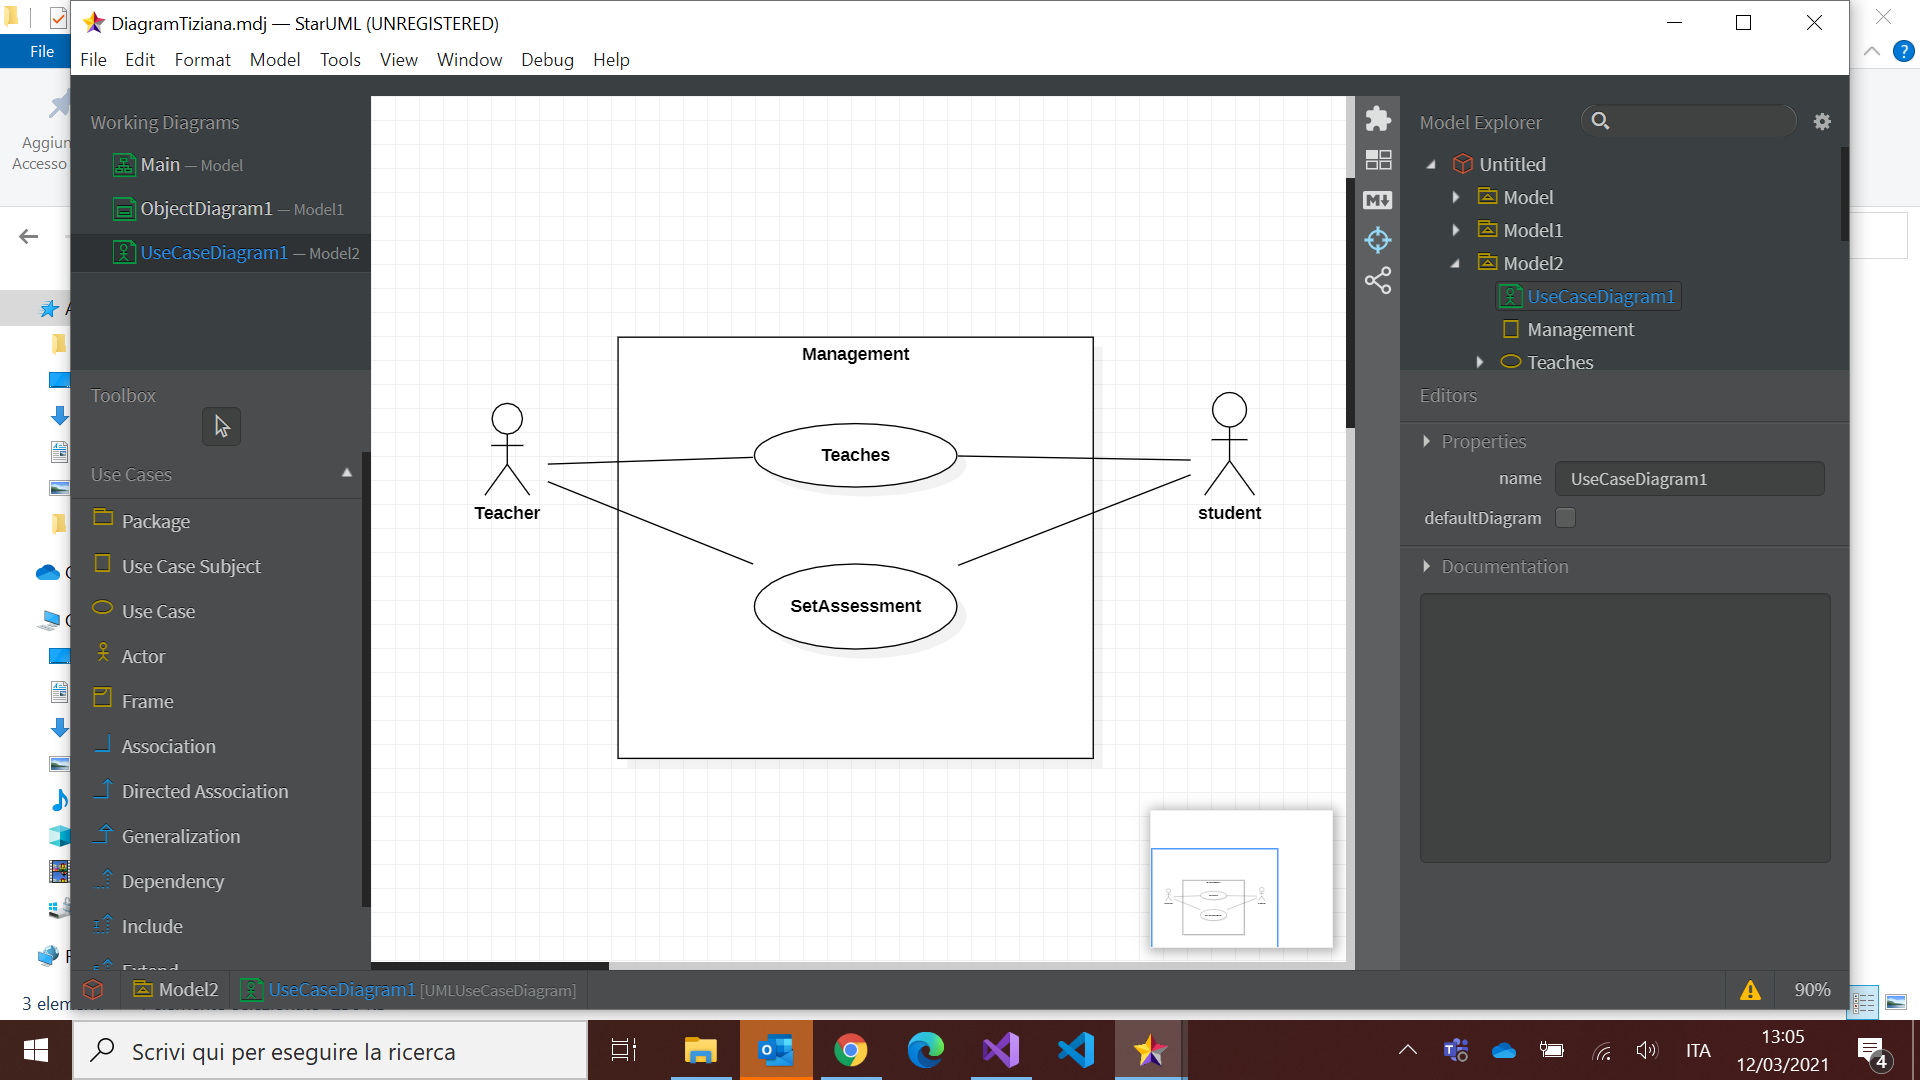 DiagramTiziana.mdj — StarUML (UNREGISTERED)
File
File Edit Format Model Tools View Window Debug Help
?
Aggiun
Accesso
Working Diagrams
Main — Model
ObjectDiagram1 — Model1
UseCaseDiagram1 — Model2
Toolbox
Use Cases
Package
Use Case Subject
Use Case
Actor
Frame
Association
Directed Association
Generalization
Dependency
Include
Extend
Management
Teaches
SetAssessment
Teacher
student
M
Model Explorer
Untitled
Model
Model1
Model2
UseCaseDiagram1
Management
Teaches
Editors
Properties
name UseCaseDiagram1
defaultDiagram
Documentation
3 elem
Model2 UseCaseDiagram1 [UMLUseCaseDiagram]
90%
Scrivi qui per eseguire la ricerca
ITA
13:05
12/03/2021
4